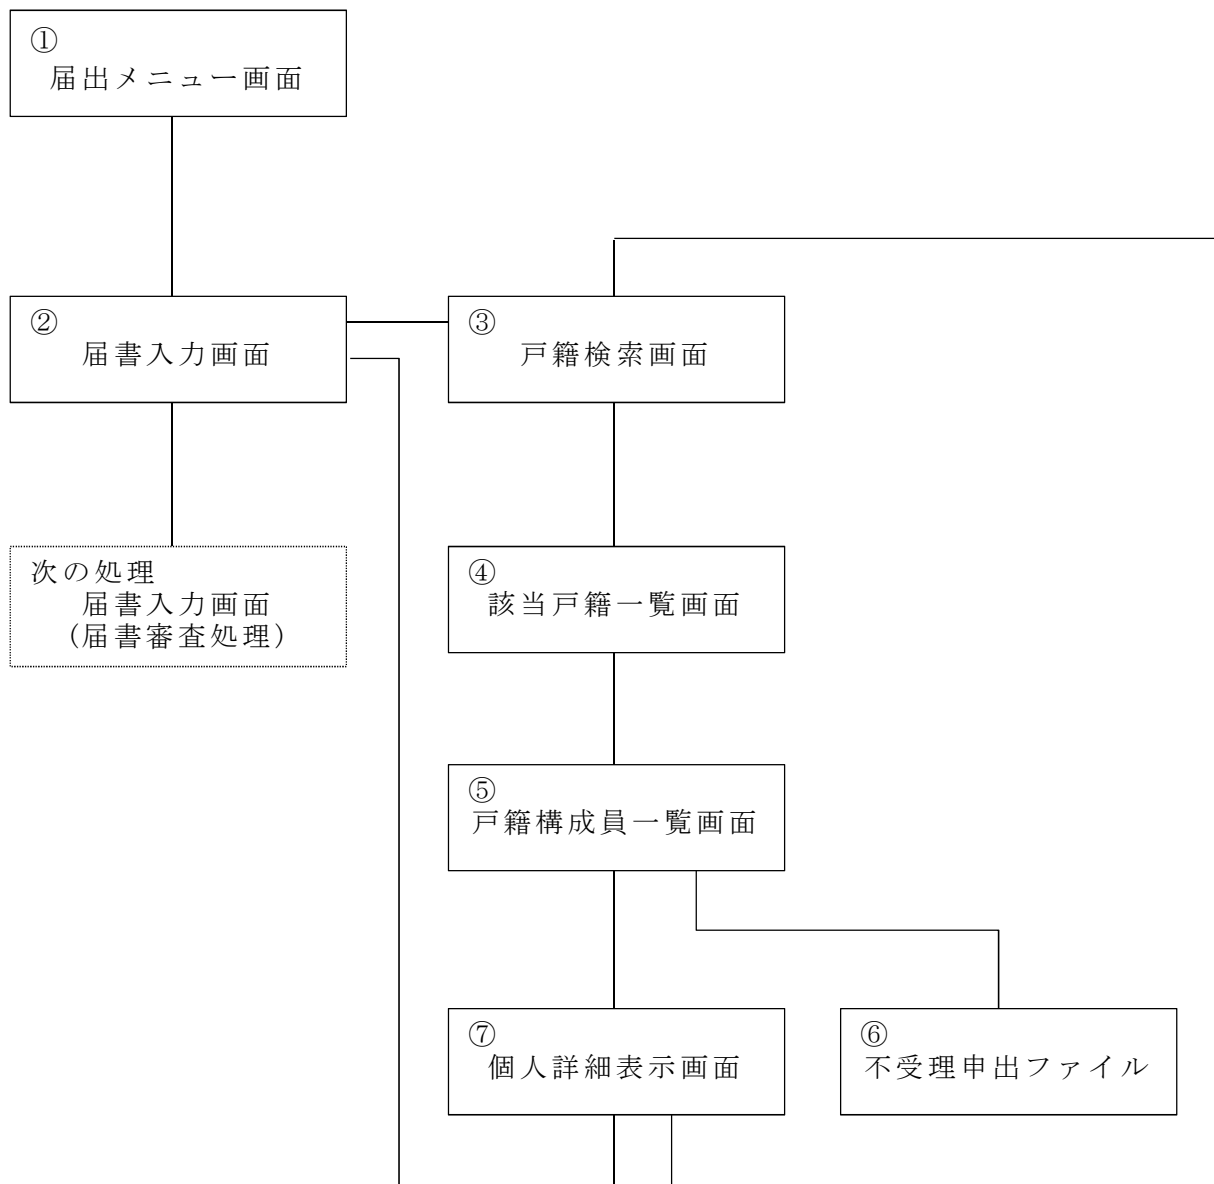 ①
届出メニュー画面
②
届書入力画面
③
戸籍検索画面
次の処理
届書入力画面
(届書審査処理)
④
該当戸籍一覧画面
⑤
戸籍構成員一覧画面
⑦
個人詳細表示画面
⑥
不受理申出ファイル